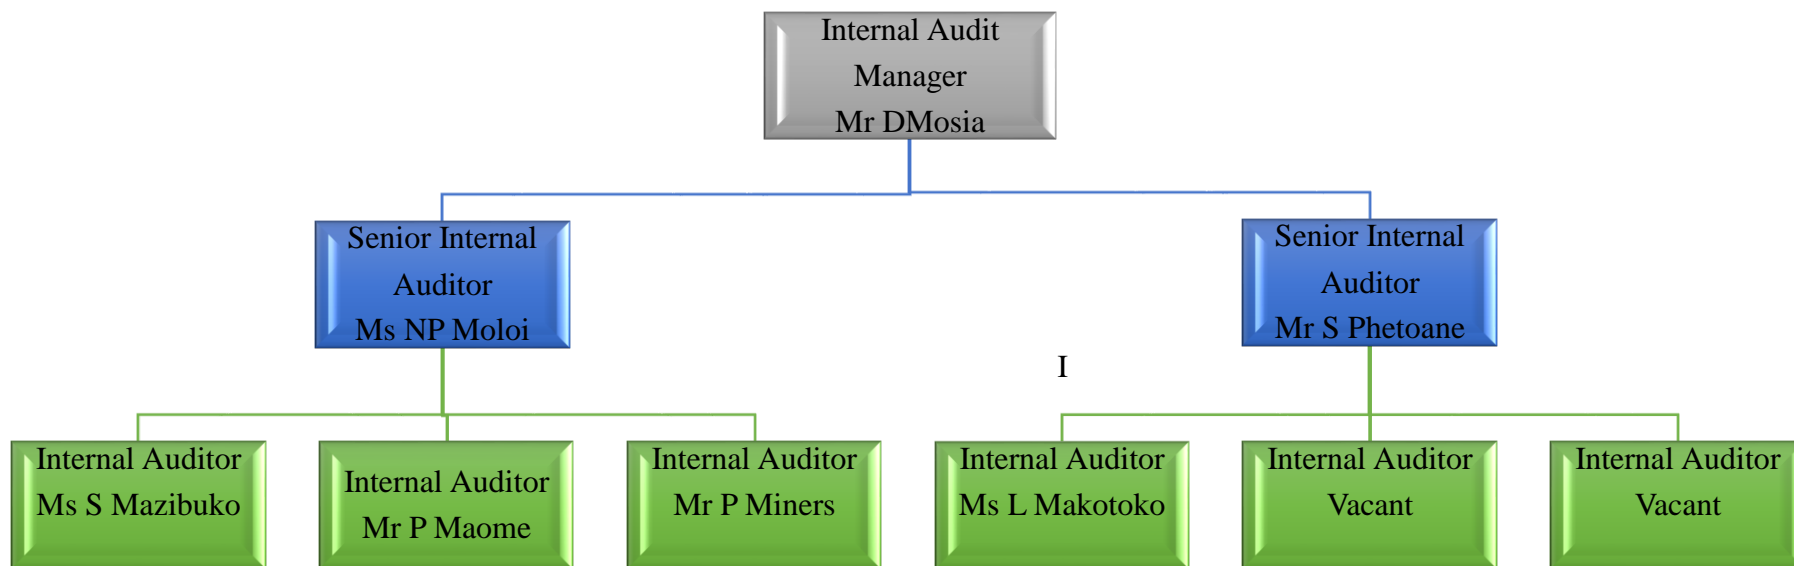 Internal Audit
Manager
Mr DMosia
Senior Internal
Auditor
Ms NP Moloi
Senior Internal
Auditor
Mr S Phetoane
I
Internal Auditor
Ms S Mazibuko
Internal Auditor
Mr P Maome
Internal Auditor
Mr P Miners
Internal Auditor
Ms L Makotoko
Internal Auditor
Vacant
Internal Auditor
Vacant